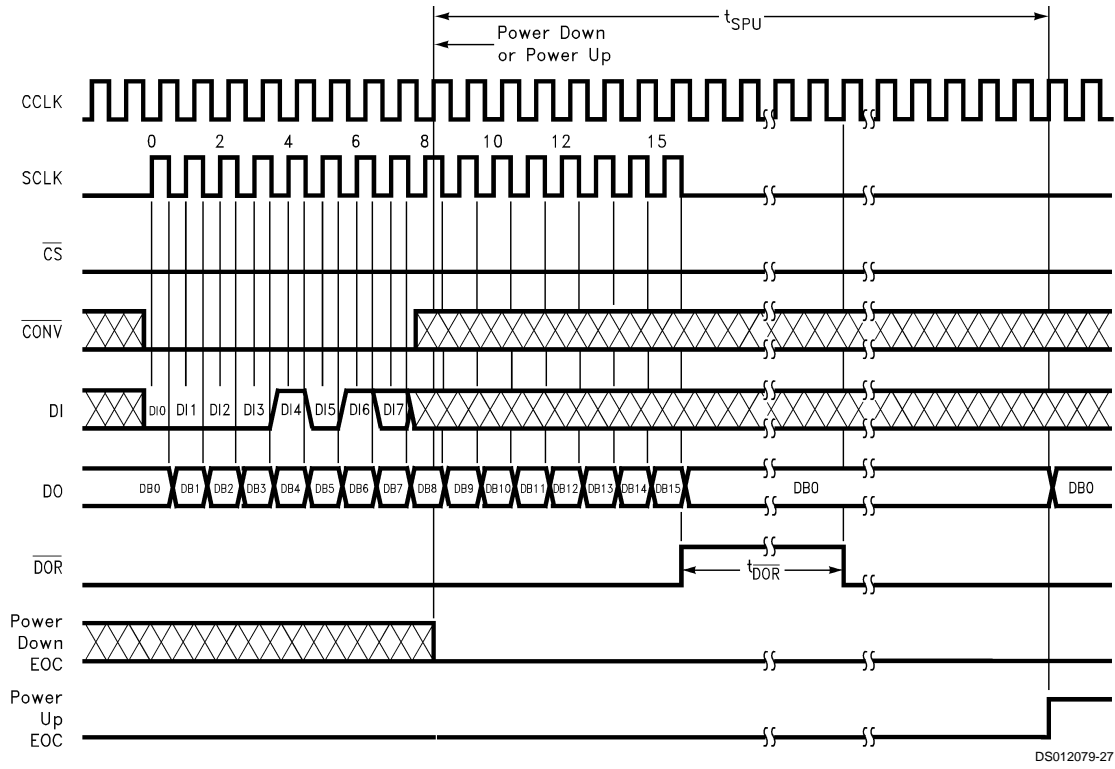 tSPU
Power Down
or Power Up
CCLK
0 2 4 6 8 10 12 15
SCLK
CS
CONV
DI
DI0 DI1 DI2 DI3 DI4 DI5 DI6 DI7
DO
DB0 DB1 DB2 DB3 DB4 DB5 DB6 DB7 DB8 DB9 DB10 DB11 DB12 DB13 DB14 DB15 DB0 DB0
DOR
tDOR
Power
Down
EOC
Power
Up
EOC
DS012079-27